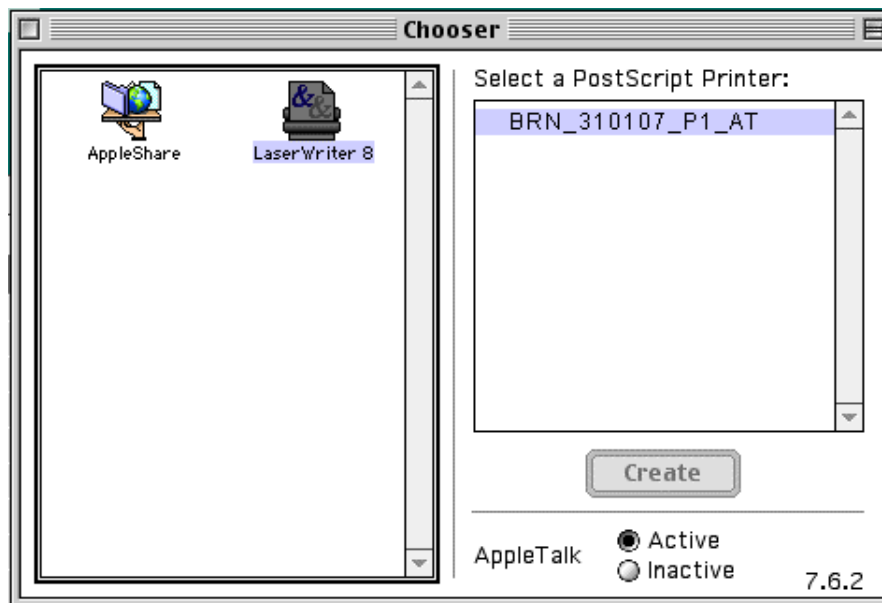 Chooser
AppleShare
LaserWriter 8
Select a PostScript Printer:
BRN_310107_P1_AT
Create
AppleTalk
Active
Inactive
7.6.2